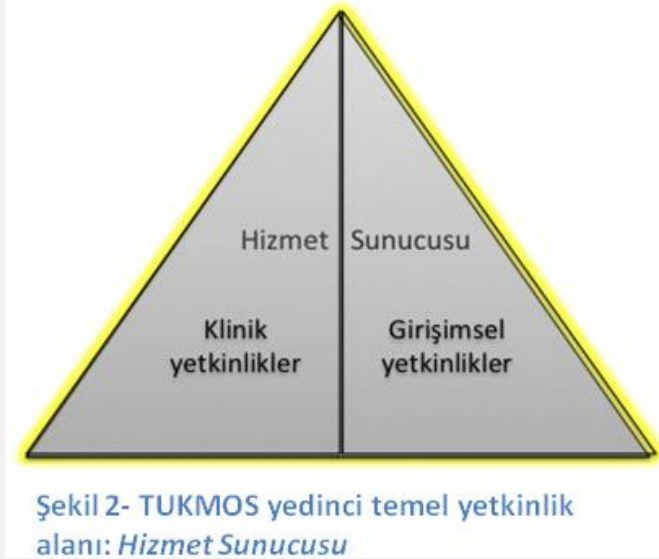 Hizmet Sunucusu
Klinik yetkinlikler
Girişimsel yetkinlikler
Şekil 2- TUKMOS yedinci temel yetkinlik
alanı: Hizmet Sunucusu